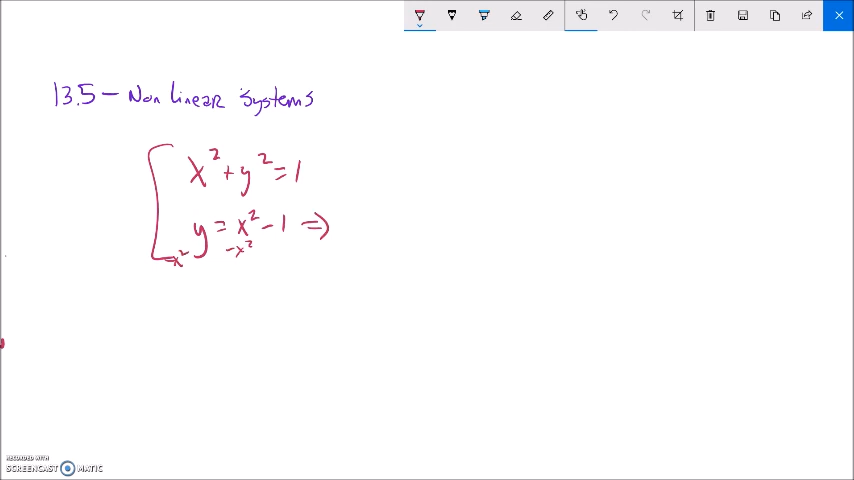 13.5 – Non linear systems
x² + y² = 1
y = x² - 1 ⇒
-x² -x²
RECORDED WITH
SCREENCAST MATIC